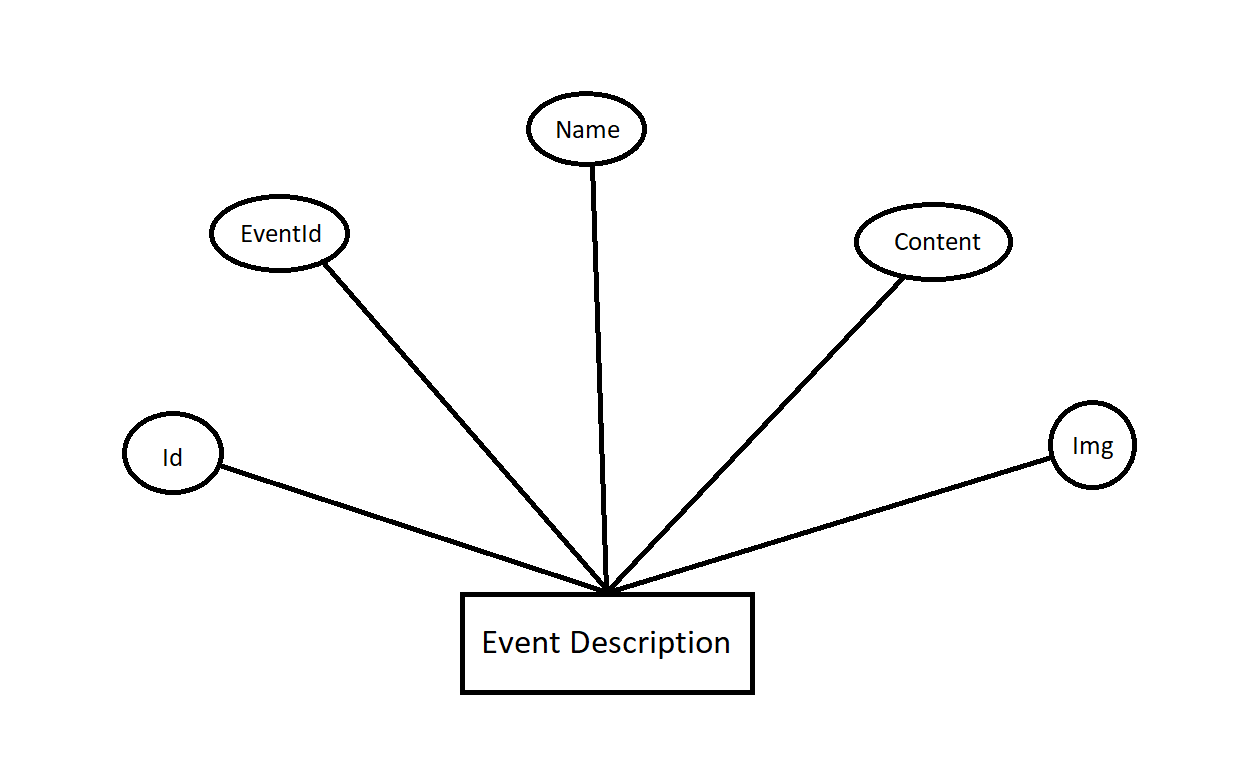 Name
EventId
Content
Id
Img
Event Description